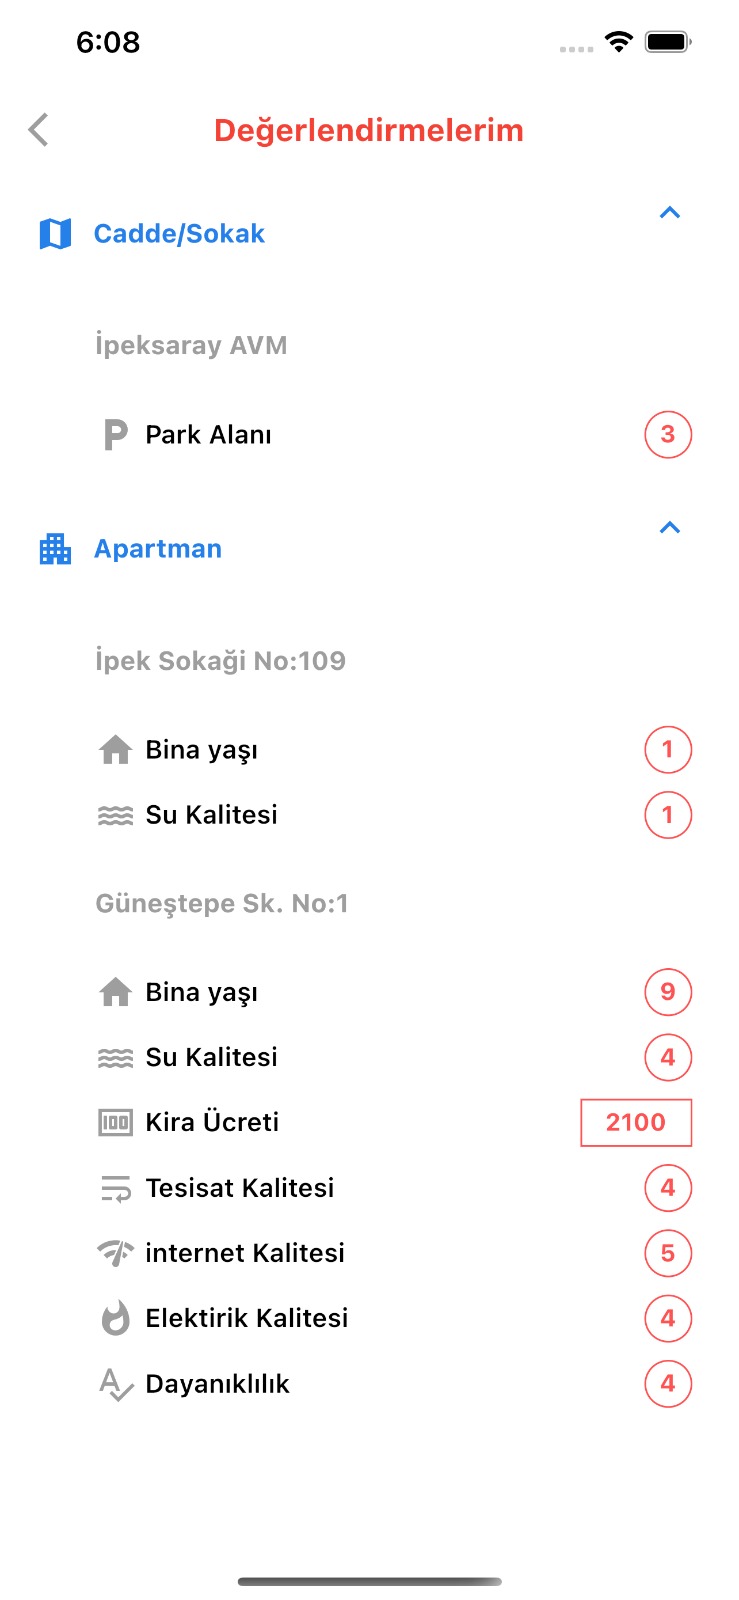 6:08
Değerlendirmelerim
Cadde/Sokak
İpeksaray AVM
Park Alanı 3
Apartman
İpek Sokaği No:109
Bina yaşı 1
Su Kalitesi 1
Güneştepe Sk. No:1
Bina yaşı 9
Su Kalitesi 4
Kira Ücreti 2100
Tesisat Kalitesi 4
internet Kalitesi 5
Elektirik Kalitesi 4
Dayanıklılık 4